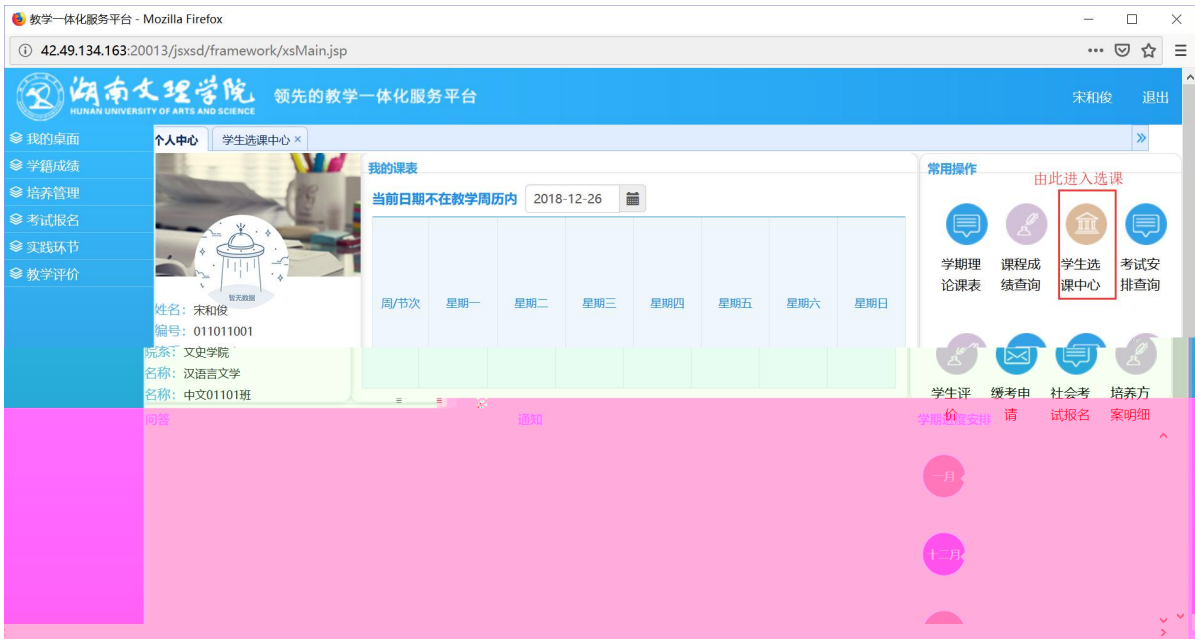 教学一体化服务平台 - Mozilla Firefox
42.49.134.163:20013/jsxsd/framework/xsMain.jsp
湖南文理学院
HUNAN UNIVERSITY OF ARTS AND SCIENCE
领先的教学一体化服务平台
宋和俊 退出
我的桌面
学籍成绩
培养管理
考试报名
实践环节
教学评价
个人中心 学生选课中心 ×
暂无数据
姓名：宋和俊
编号：011011001
院系：文史学院
名称：汉语言文学
名称：中文01101班
我的课表
当前日期不在教学周历内 2018-12-26
周/节次 星期一 星期二 星期三 星期四 星期五 星期六 星期日
常用操作
由此进入选课
学期理论课表
课程成绩查询
学生选课中心
考试安排查询
学生评价
缓考申请
社会考试报名
培养方案明细
问答
通知
学期进度安排
一月
十二月